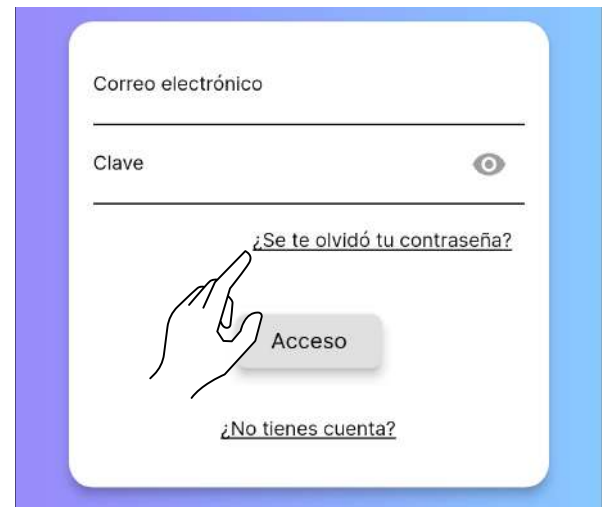 Correo electrónico
Clave
¿Se te olvidó tu contraseña?
Acceso
¿No tienes cuenta?